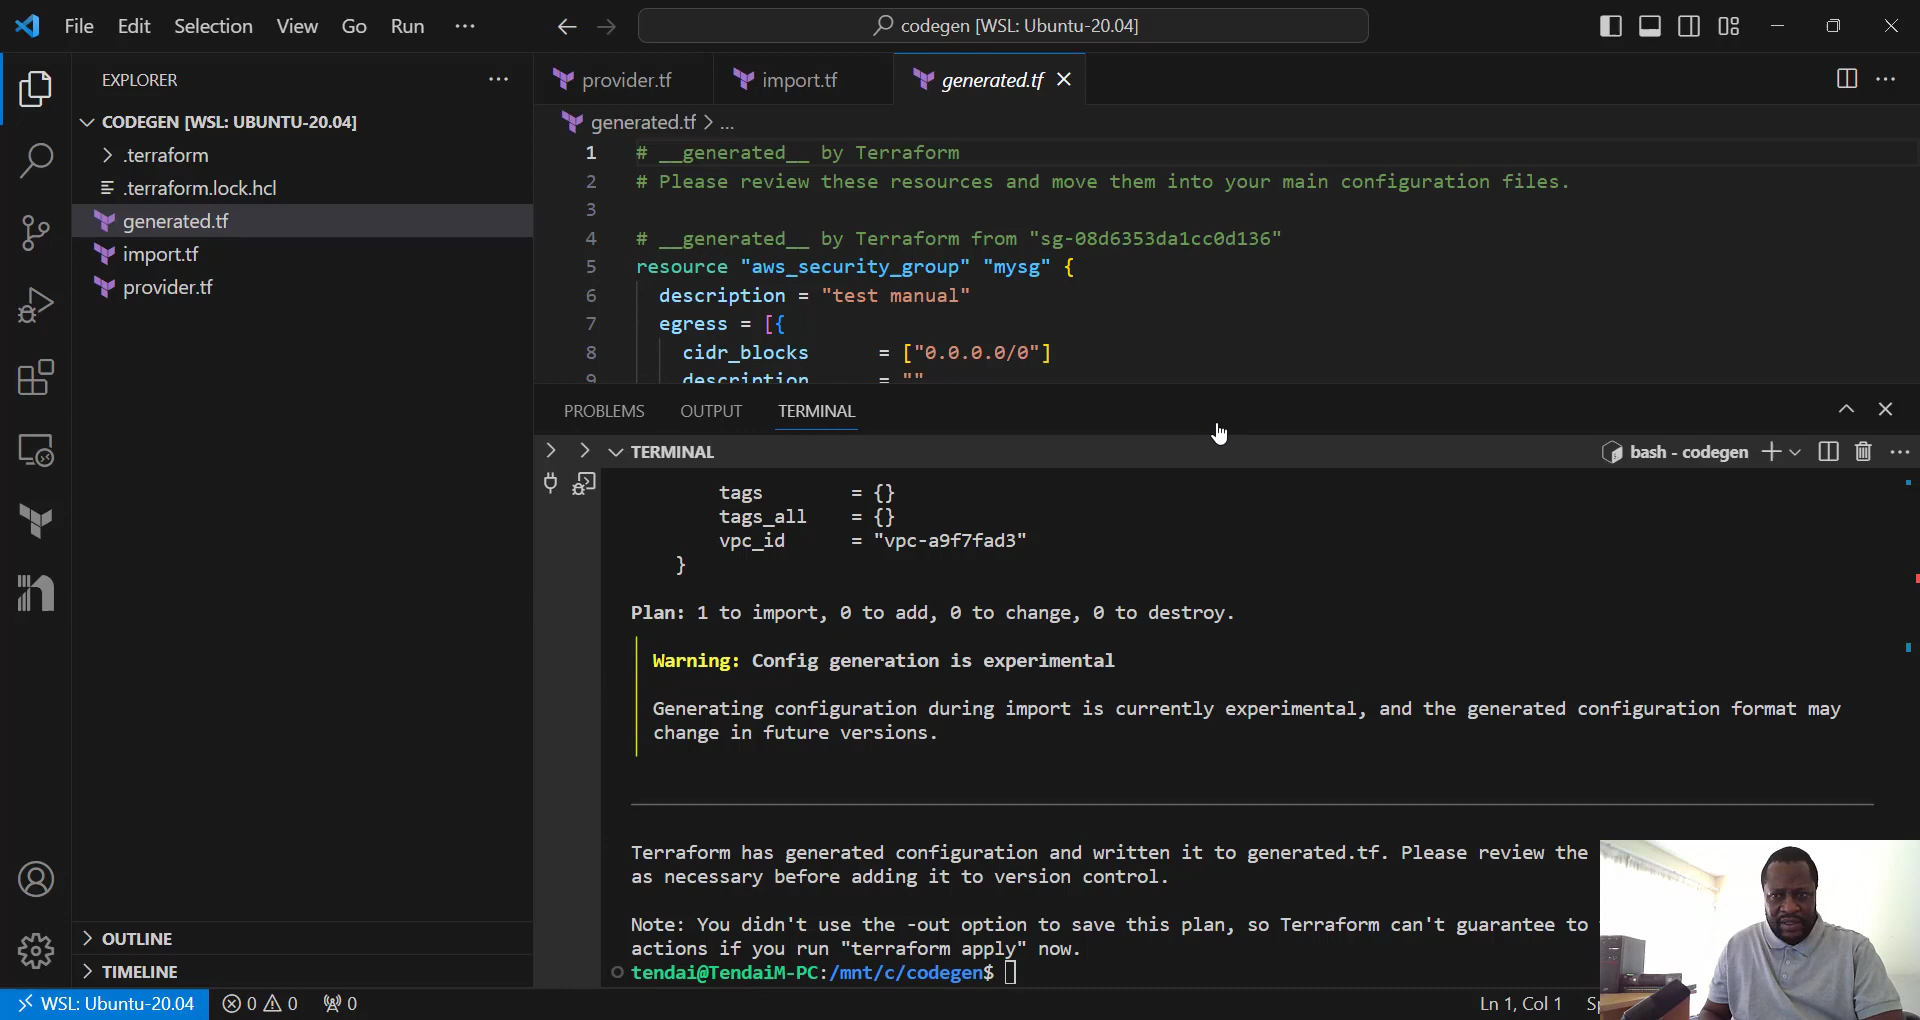 File Edit Selection View Go Run ··· codegen [WSL: Ubuntu-20.04]
EXPLORER ···
CODEGEN [WSL: UBUNTU-20.04]
.terraform
.terraform.lock.hcl
generated.tf
import.tf
provider.tf
OUTLINE
TIMELINE
provider.tf import.tf generated.tf
generated.tf > ...
1 # __generated__ by Terraform
2 # Please review these resources and move them into your main configuration files.
3
4 # __generated__ by Terraform from "sg-08d6353da1cc0d136"
5 resource "aws_security_group" "mysg" {
6 description = "test manual"
7 egress = [{
8 cidr_blocks = ["0.0.0.0/0"]
9 description = ""
PROBLEMS OUTPUT TERMINAL
TERMINAL bash - codegen
tags = {}
tags_all = {}
vpc_id = "vpc-a9f7fad3"
}
Plan: 1 to import, 0 to add, 0 to change, 0 to destroy.
Warning: Config generation is experimental
Generating configuration during import is currently experimental, and the generated configuration format may
change in future versions.
Terraform has generated configuration and written it to generated.tf. Please review the
as necessary before adding it to version control.
Note: You didn't use the -out option to save this plan, so Terraform can't guarantee to
actions if you run "terraform apply" now.
tendai@TendaiM-PC:/mnt/c/codegen$
WSL: Ubuntu-20.04 0 0 0 Ln 1, Col 1